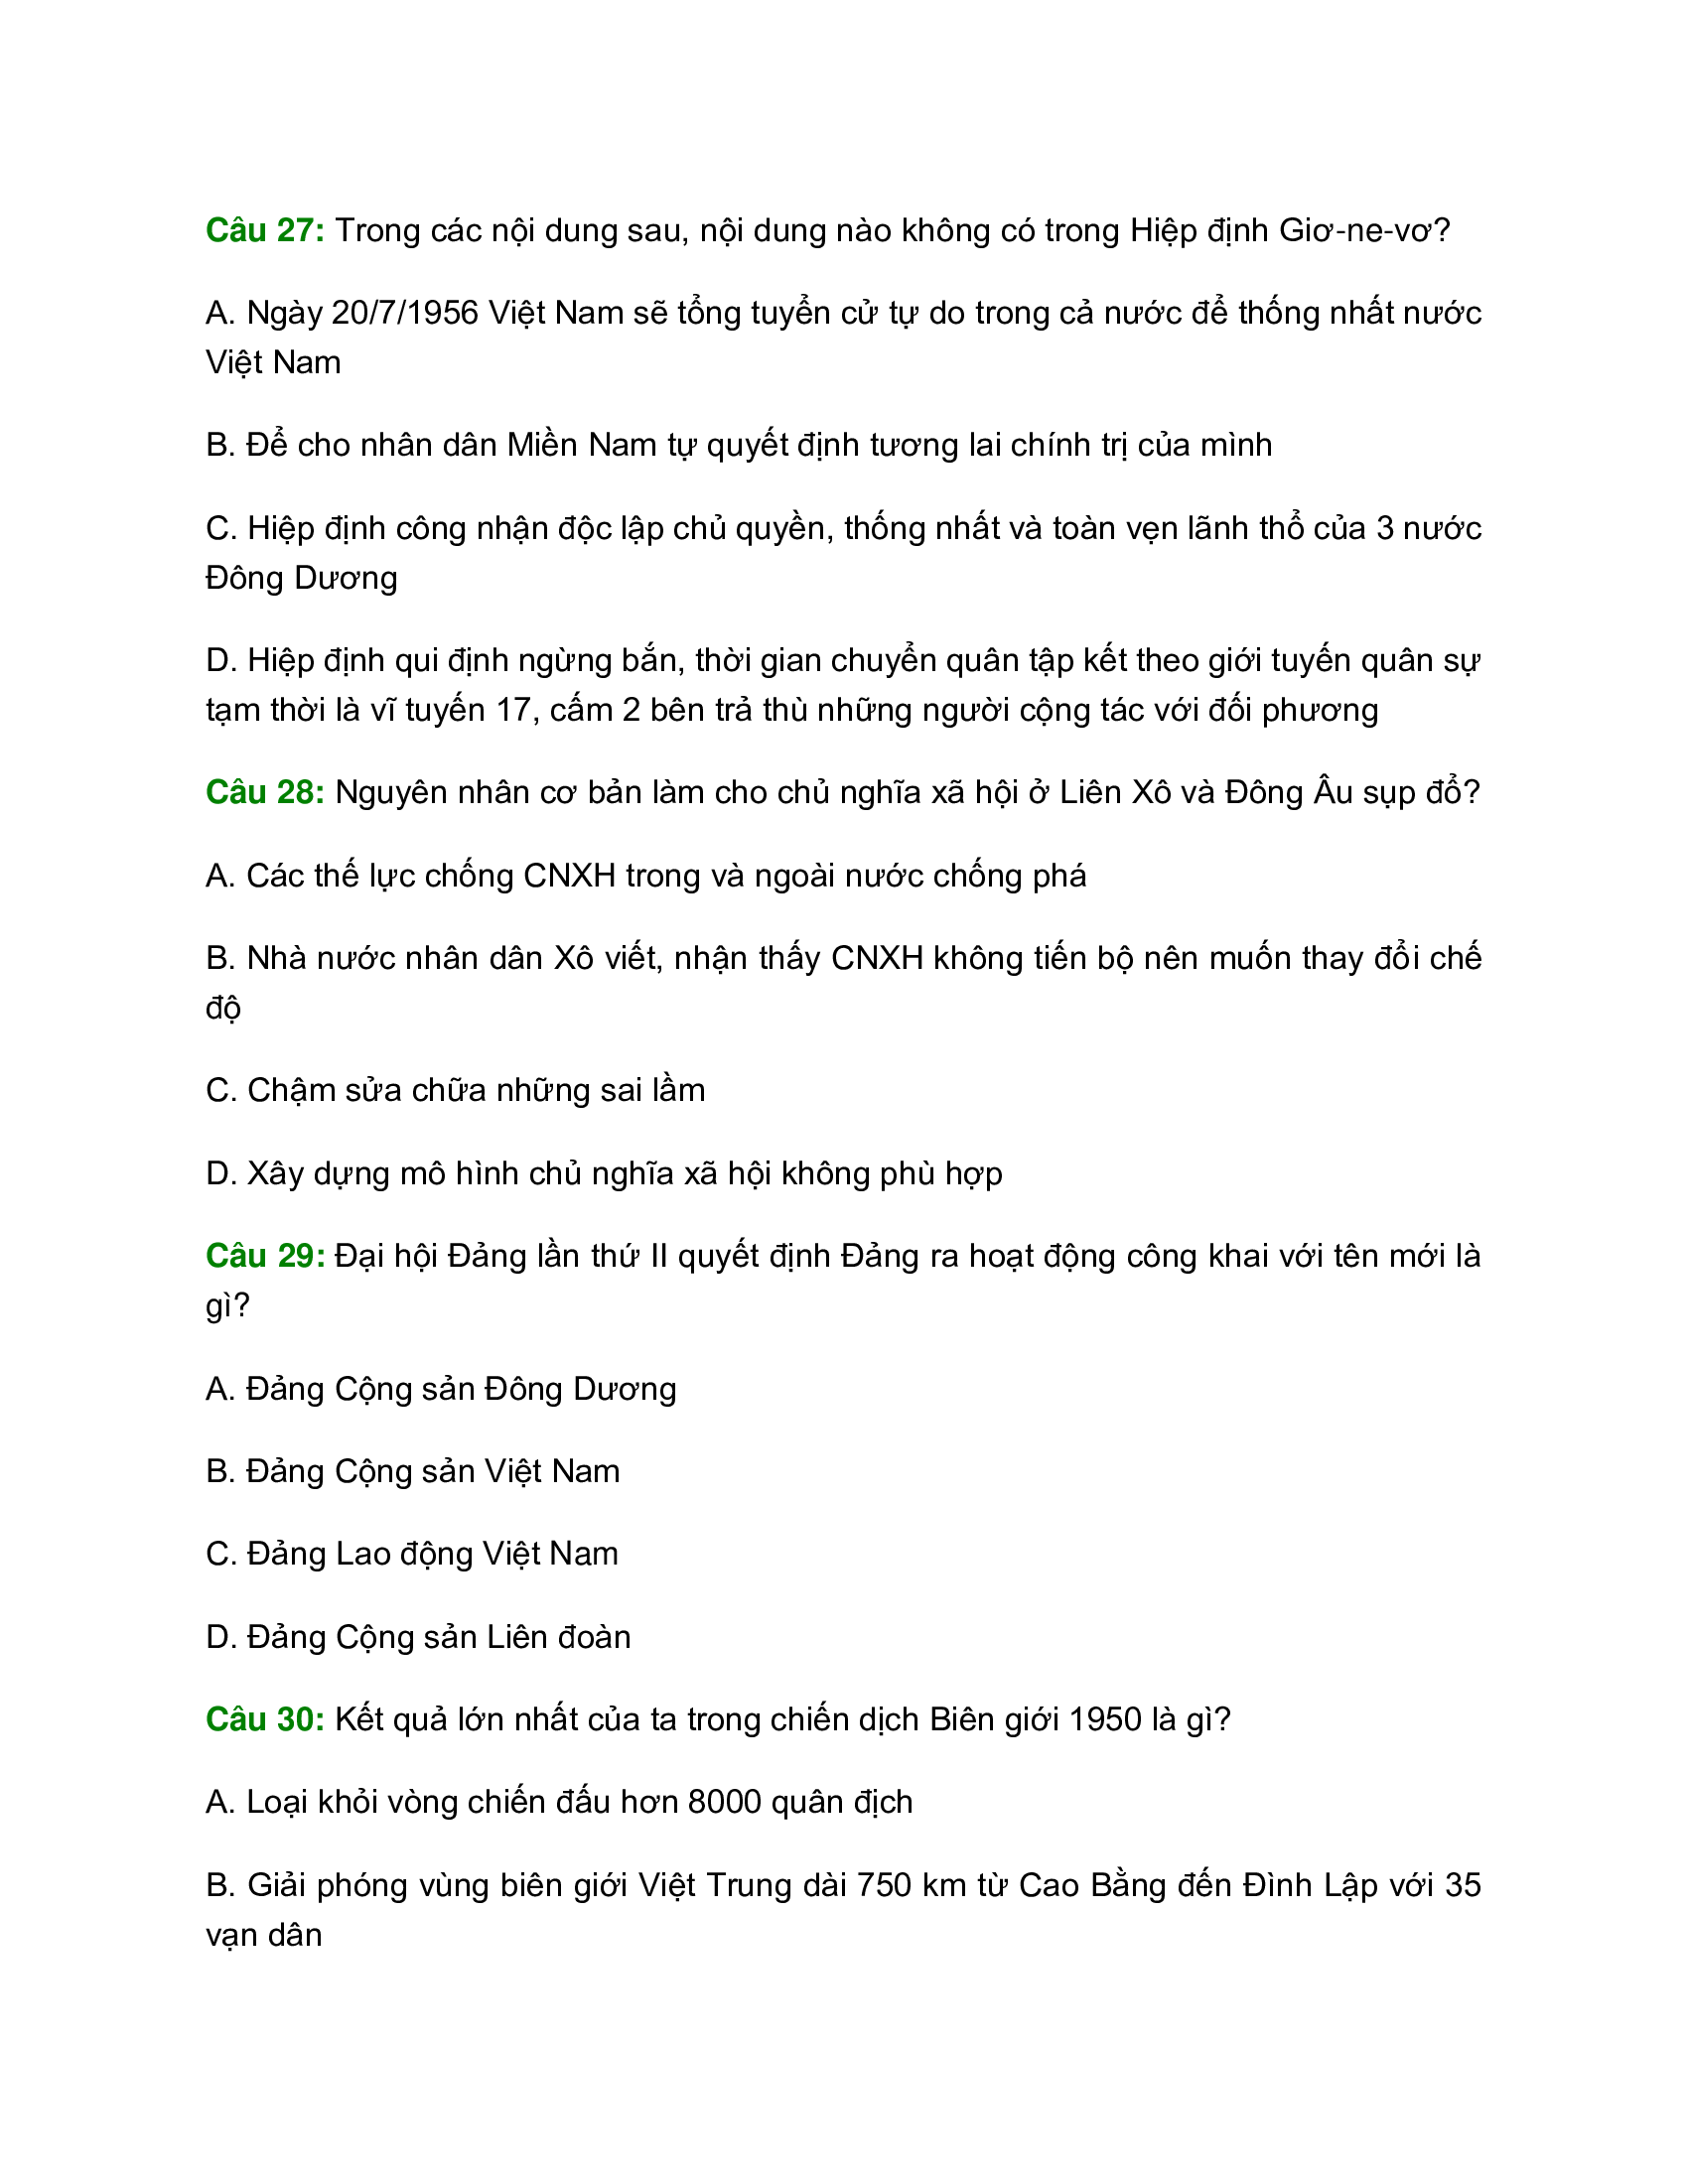 Câu 27: Trong các nội dung sau, nội dung nào không có trong Hiệp định Giơ-ne-vơ?
A. Ngày 20/7/1956 Việt Nam sẽ tổng tuyển cử tự do trong cả nước để thống nhất nước
Việt Nam
B. Để cho nhân dân Miền Nam tự quyết định tương lai chính trị của mình
C. Hiệp định công nhận độc lập chủ quyền, thống nhất và toàn vẹn lãnh thổ của 3 nước
Đông Dương
D. Hiệp định qui định ngừng bắn, thời gian chuyển quân tập kết theo giới tuyến quân sự
tạm thời là vĩ tuyến 17, cấm 2 bên trả thù những người cộng tác với đối phương
Câu 28: Nguyên nhân cơ bản làm cho chủ nghĩa xã hội ở Liên Xô và Đông Âu sụp đổ?
A. Các thế lực chống CNXH trong và ngoài nước chống phá
B. Nhà nước nhân dân Xô viết, nhận thấy CNXH không tiến bộ nên muốn thay đổi chế
độ
C. Chậm sửa chữa những sai lầm
D. Xây dựng mô hình chủ nghĩa xã hội không phù hợp
Câu 29: Đại hội Đảng lần thứ II quyết định Đảng ra hoạt động công khai với tên mới là
gì?
A. Đảng Cộng sản Đông Dương
B. Đảng Cộng sản Việt Nam
C. Đảng Lao động Việt Nam
D. Đảng Cộng sản Liên đoàn
Câu 30: Kết quả lớn nhất của ta trong chiến dịch Biên giới 1950 là gì?
A. Loại khỏi vòng chiến đấu hơn 8000 quân địch
B. Giải phóng vùng biên giới Việt Trung dài 750 km từ Cao Bằng đến Đình Lập với 35
vạn dân